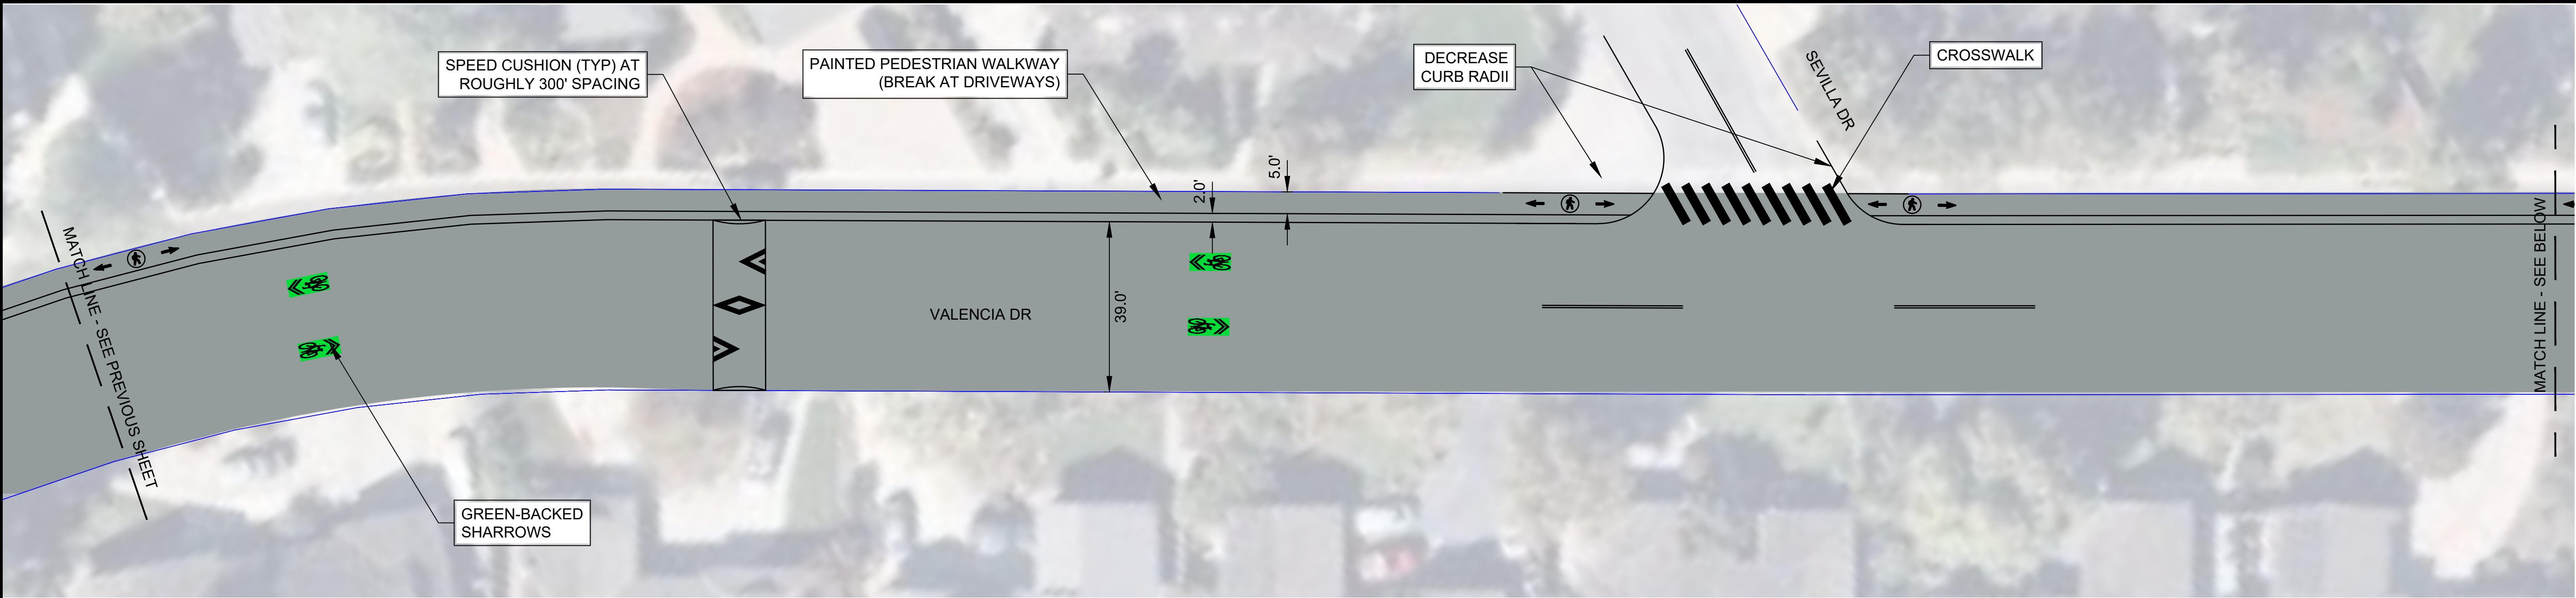 SPEED CUSHION (TYP) AT
ROUGHLY 300' SPACING
PAINTED PEDESTRIAN WALKWAY
(BREAK AT DRIVEWAYS)
DECREASE
CURB RADII
CROSSWALK
SEVILLA DR
5.0'
2.0'
39.0'
VALENCIA DR
MATCH LINE - SEE PREVIOUS SHEET
MATCH LINE - SEE BELOW
GREEN-BACKED
SHARROWS